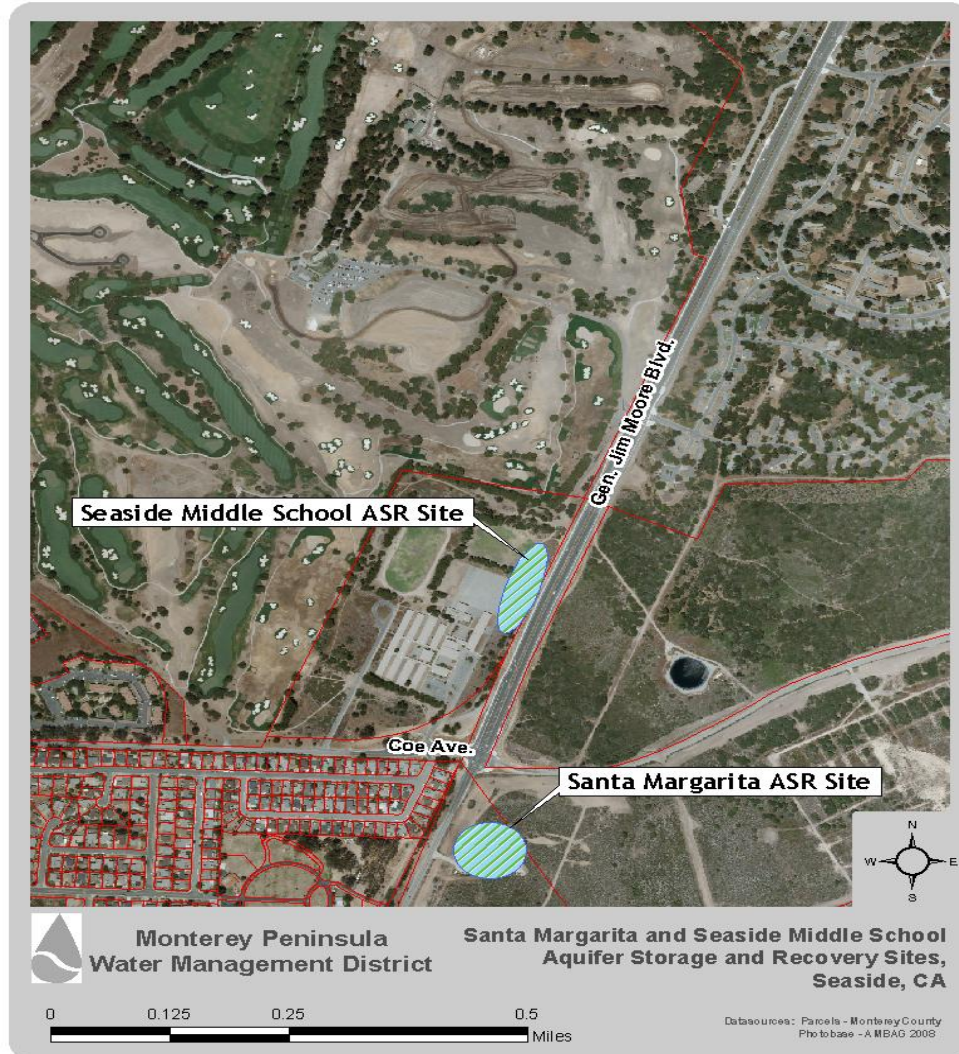 Gen. Jim Moore Blvd.
Seaside Middle School ASR Site
Coe Ave.
Santa Margarita ASR Site
N
W E
S
Monterey Peninsula
Water Management District
Santa Margarita and Seaside Middle School
Aquifer Storage and Recovery Sites,
Seaside, CA
0 0.125 0.25 0.5
Miles
Datasources: Parcels - Monterey County
Photobase - AMBAG 2008